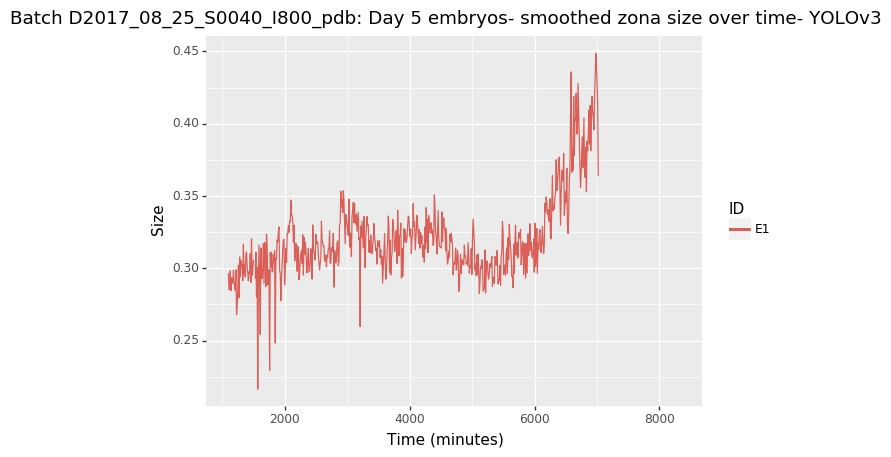 Batch D2017_08_25_S0040_I800_pdb: Day 5 embryos- smoothed zona size over time- YOLOv3
0.45
0.40
0.35
0.30
0.25
Size
2000 4000 6000 8000
Time (minutes)
ID
E1